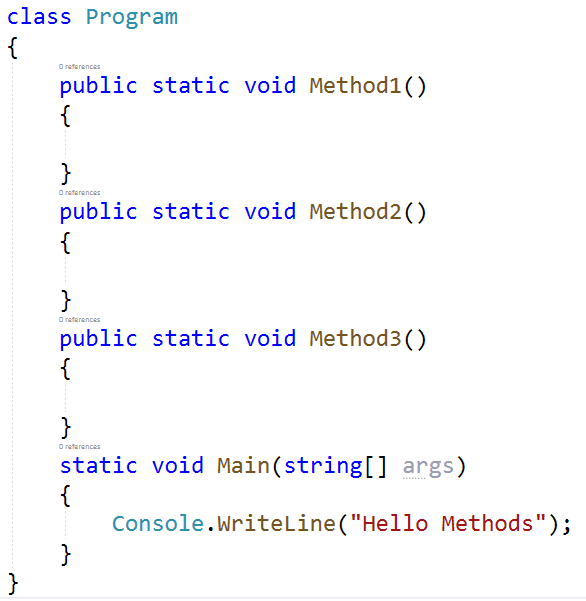 class Program
{
0 references
public static void Method1()
{
}
0 references
public static void Method2()
{
}
0 references
public static void Method3()
{
}
0 references
static void Main(string[] args)
{
Console.WriteLine("Hello Methods");
}
}